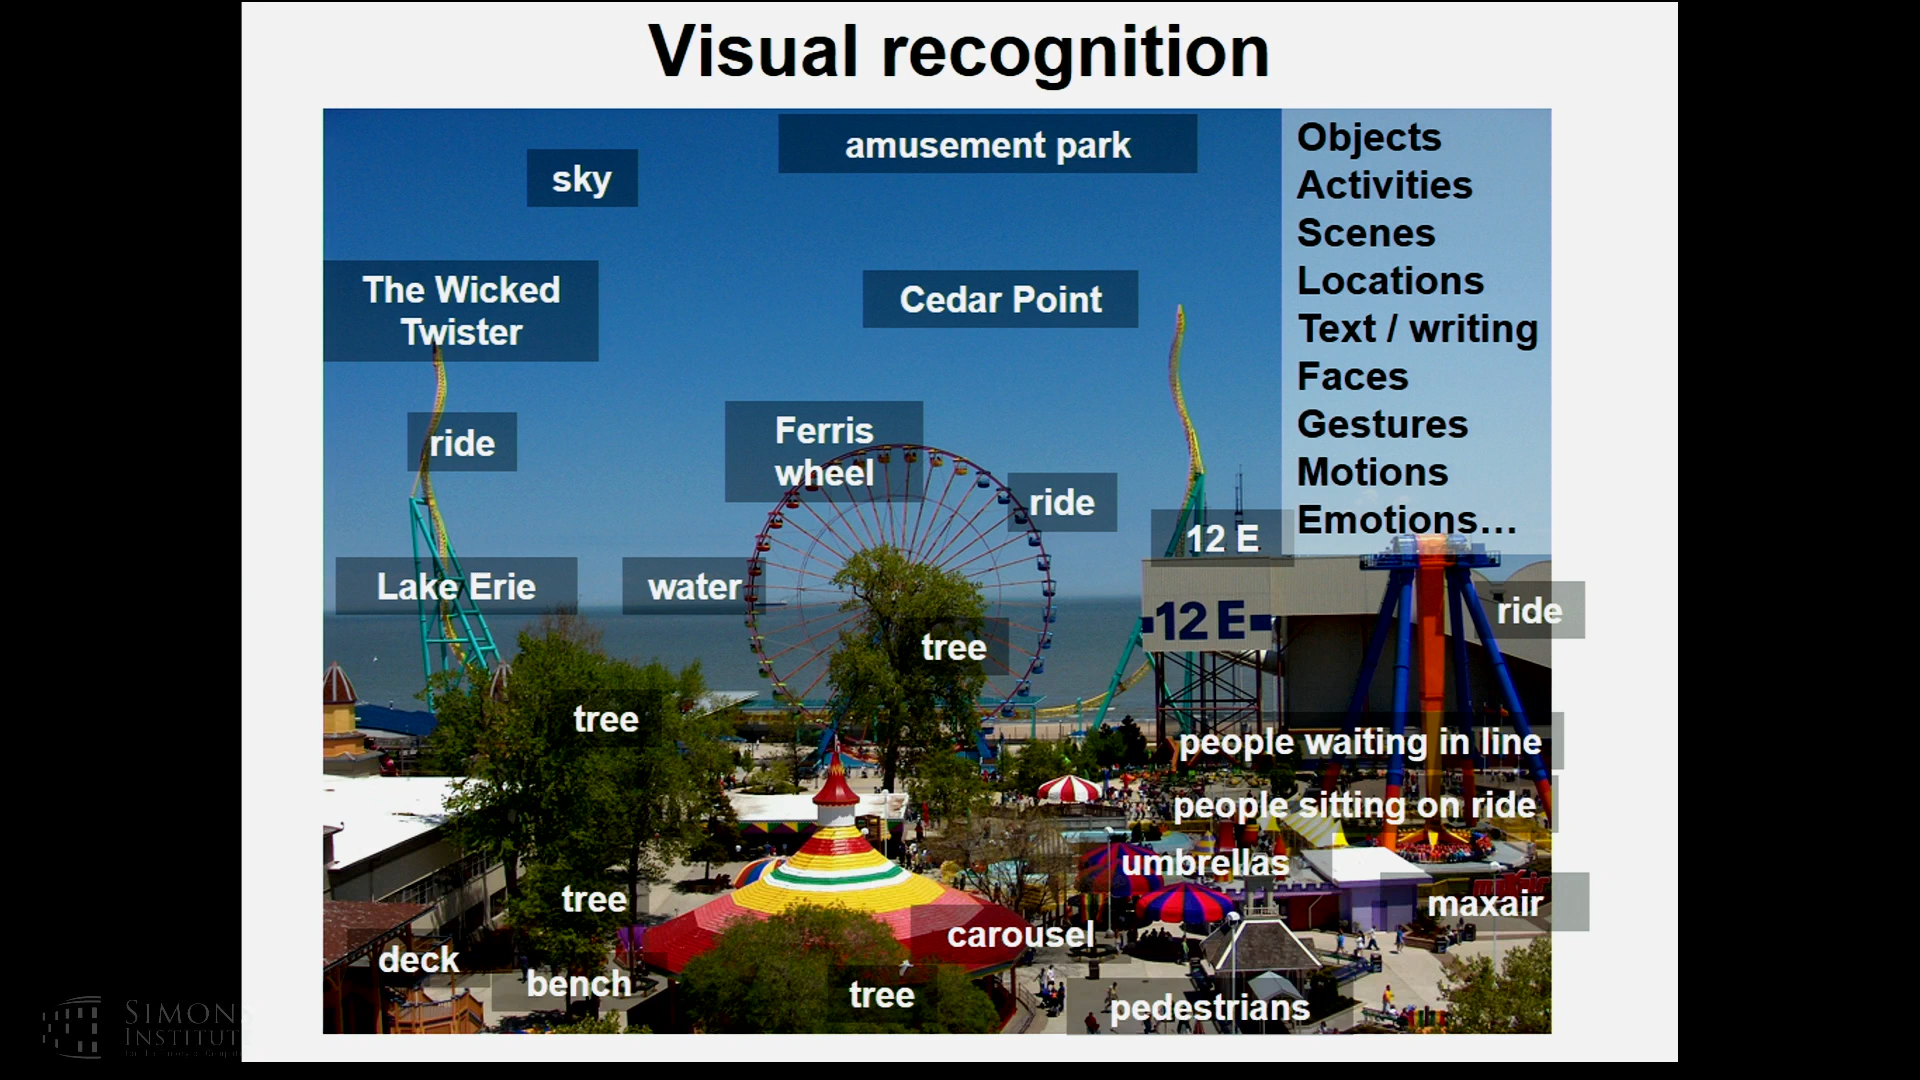 Visual recognition
amusement park
sky
Objects
Activities
Scenes
Locations
Text / writing
Faces
Gestures
Motions
Emotions…
The Wicked
Twister
Cedar Point
ride
Ferris
wheel
ride
12 E
Lake Erie
water
ride
12 E
tree
tree
people waiting in line
people sitting on ride
umbrellas
tree
maxair
carousel
deck
bench
tree
pedestrians
SIMONS
INSTITUTE